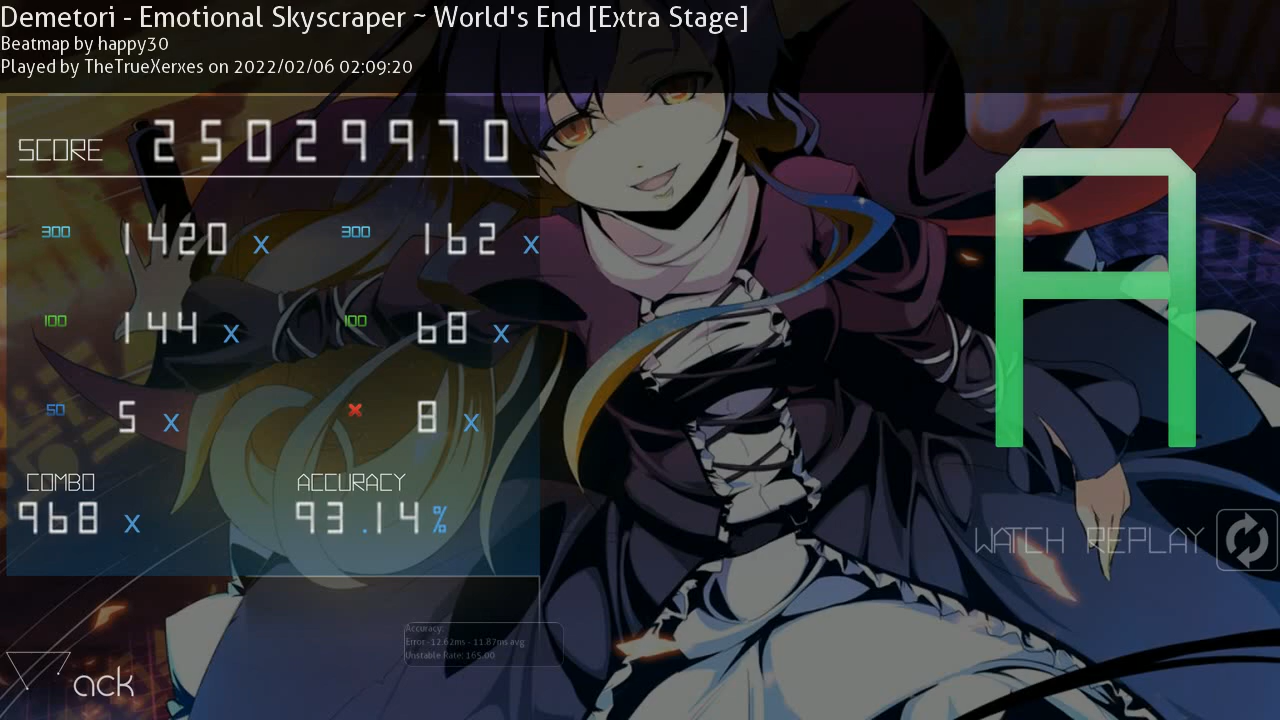 Demetori - Emotional Skyscraper ~ World's End [Extra Stage]
Beatmap by happy30
Played by TheTrueXerxes on 2022/02/06 02:09:20
SCORE 25029970
300 1420 x 300 162 x
100 144 x 100 68 x
50 5 x X 8 x
COMBO ACCURACY
968 x 93.14%
A
WATCH REPLAY
Accuracy:
Error: -12.62ms - 11.87ms avg
Unstable Rate: 165.00
ack